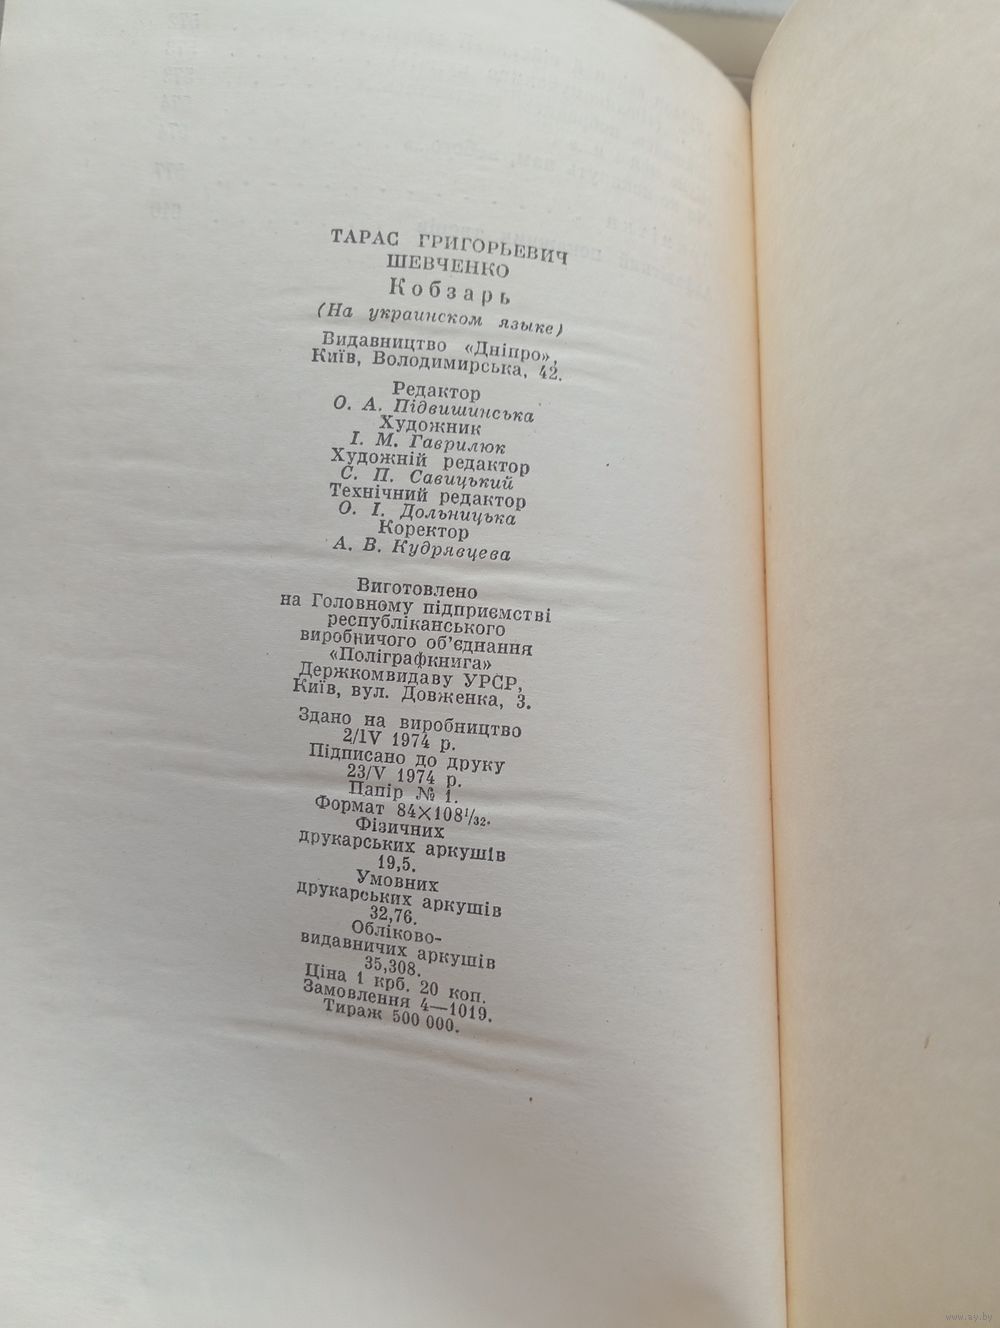 ТАРАС ГРИГОРЬЕВИЧ
ШЕВЧЕНКО
Кобзарь
(На украинском языке)
Видавництво «Дніпро»,
Київ, Володимирська, 42.
Редактор
О. А. Підвишинська
Художник
І. М. Гаврилюк
Художній редактор
С. П. Савицький
Технічний редактор
О. І. Дольницька
Коректор
А. В. Кудрявцева
Виготовлено
на Головному підприємстві
республіканського
виробничого об'єднання
«Поліграфкнига»
Держкомвидаву УРСР,
Київ, вул. Довженка, 3.
Здано на виробництво
2/IV 1974 р.
Підписано до друку
23/V 1974 р.
Папір № 1.
Формат 84×108¹/₃₂.
Фізичних
друкарських аркушів
19,5.
Умовних
друкарських аркушів
32,76.
Обліково-
видавничих аркушів
35,308.
Ціна 1 крб. 20 коп.
Замовлення 4—1019.
Тираж 500 000.
www.ay.by